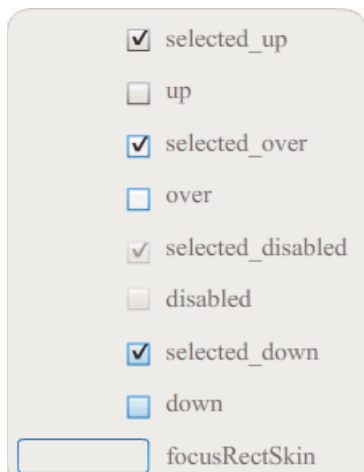 selected_up
up
selected_over
over
selected_disabled
disabled
selected_down
down
focusRectSkin